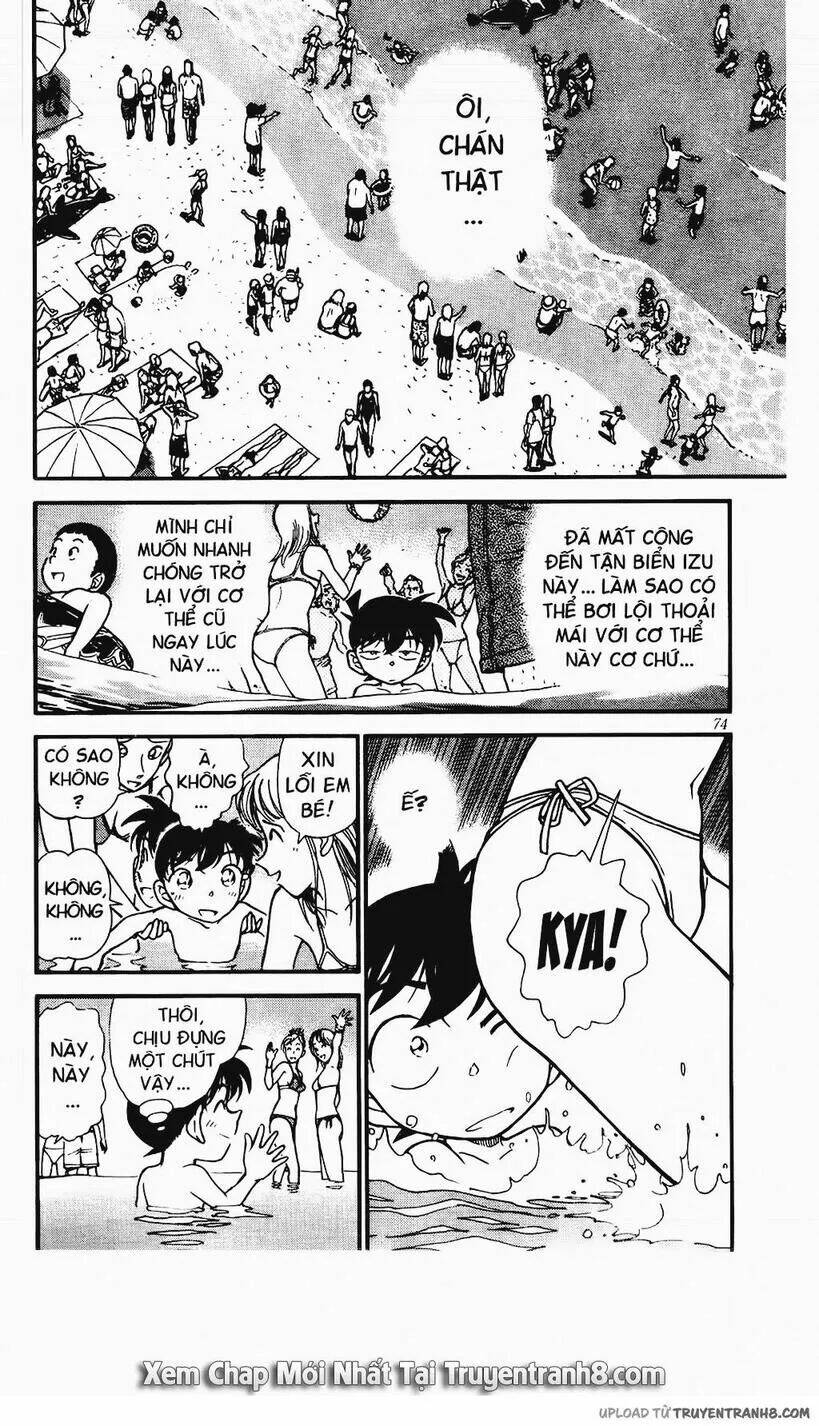 ÔI,
CHÁN
THẬT
...
ĐÃ MẤT CÔNG
ĐẾN TẬN BIỂN IZU
NÀY... LÀM SAO CÓ
THỂ BƠI LỘI THOẢI
MÁI VỚI CƠ THỂ
NÀY CƠ CHỨ...
MÌNH CHỈ
MUỐN NHANH
CHÓNG TRỞ
LẠI VỚI CƠ
THỂ CŨ
NGAY LÚC
NÀY...
74
Ế?
KYA!
XIN
LỖI EM
BÉ!
À,
KHÔNG
...
CÓ SAO
KHÔNG
?
KHÔNG,
KHÔNG
...
THÔI,
CHỊU ĐỰNG
MỘT CHÚT
VẬY...
NÀY,
NÀY
...
Xem Chap Mới Nhất Tại Truyentranh8.com
UPLOAD TỪ TRUYENTRANH8.COM